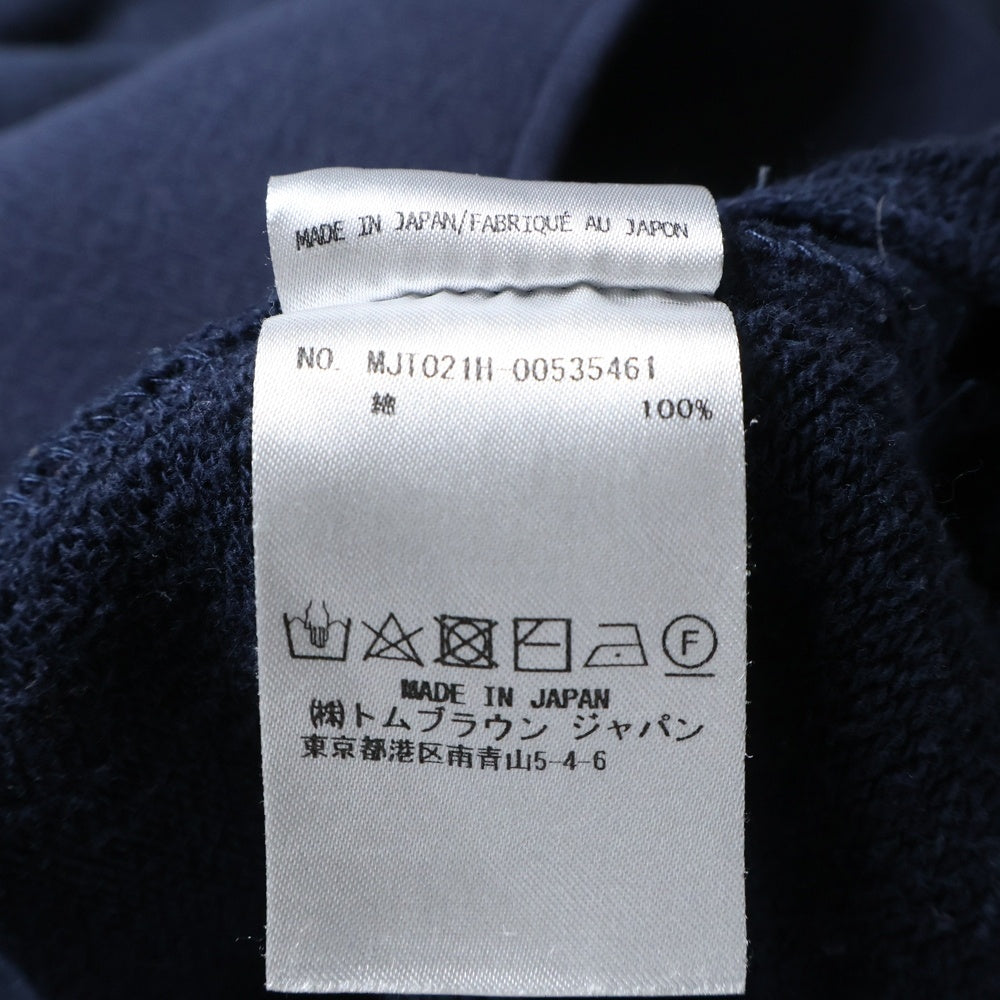 MADE IN JAPAN/FABRIQUÉ AU JAPON
NO. MJT021H-00535461
綿 100%
F
MADE IN JAPAN
(株)トムブラウン ジャパン
東京都港区南青山5-4-6